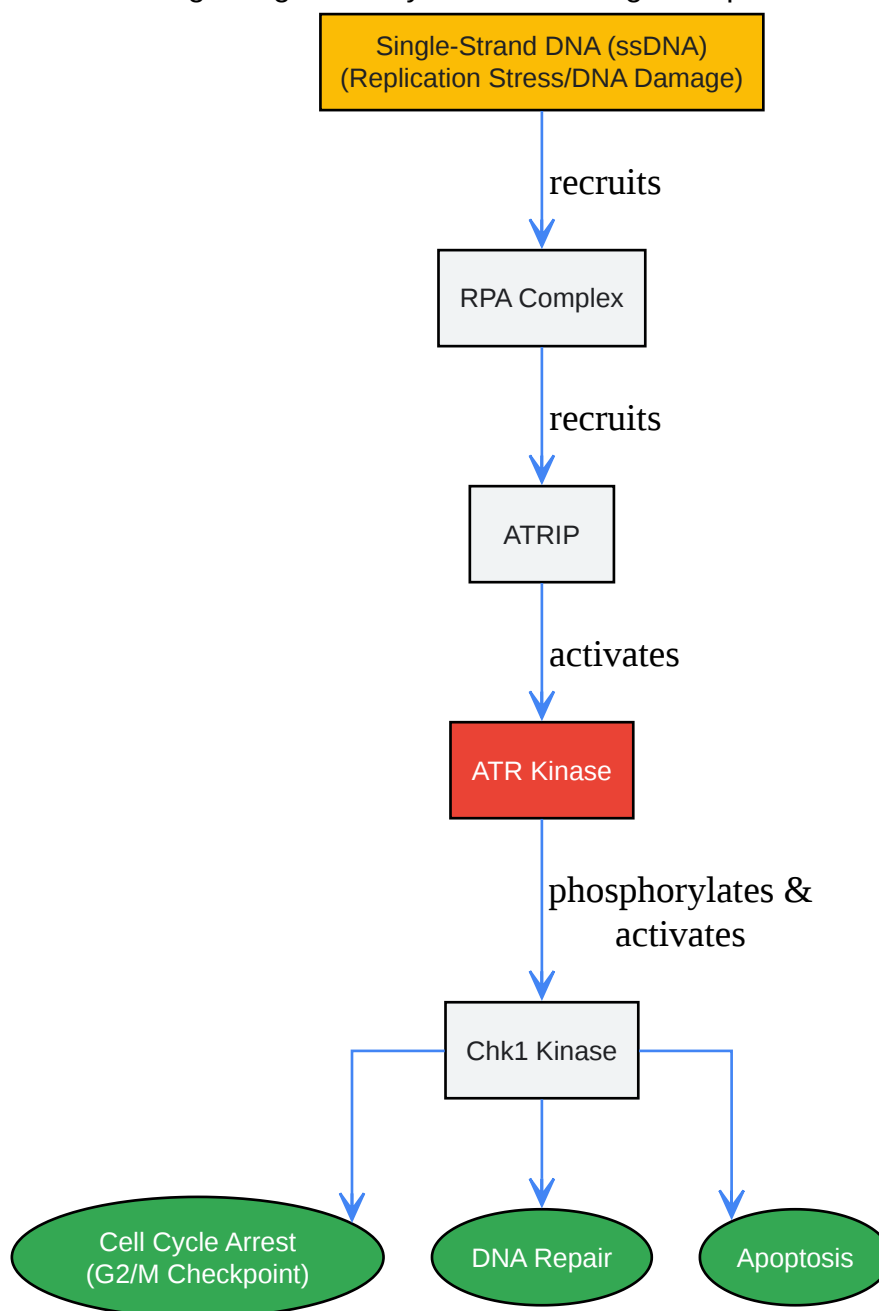 Single-Strand DNA (ssDNA)
(Replication Stress/DNA Damage)
recruits
RPA Complex
recruits
ATRIP
activates
ATR Kinase
phosphorylates &
activates
Chk1 Kinase
Cell Cycle Arrest
(G2/M Checkpoint)
DNA Repair
Apoptosis